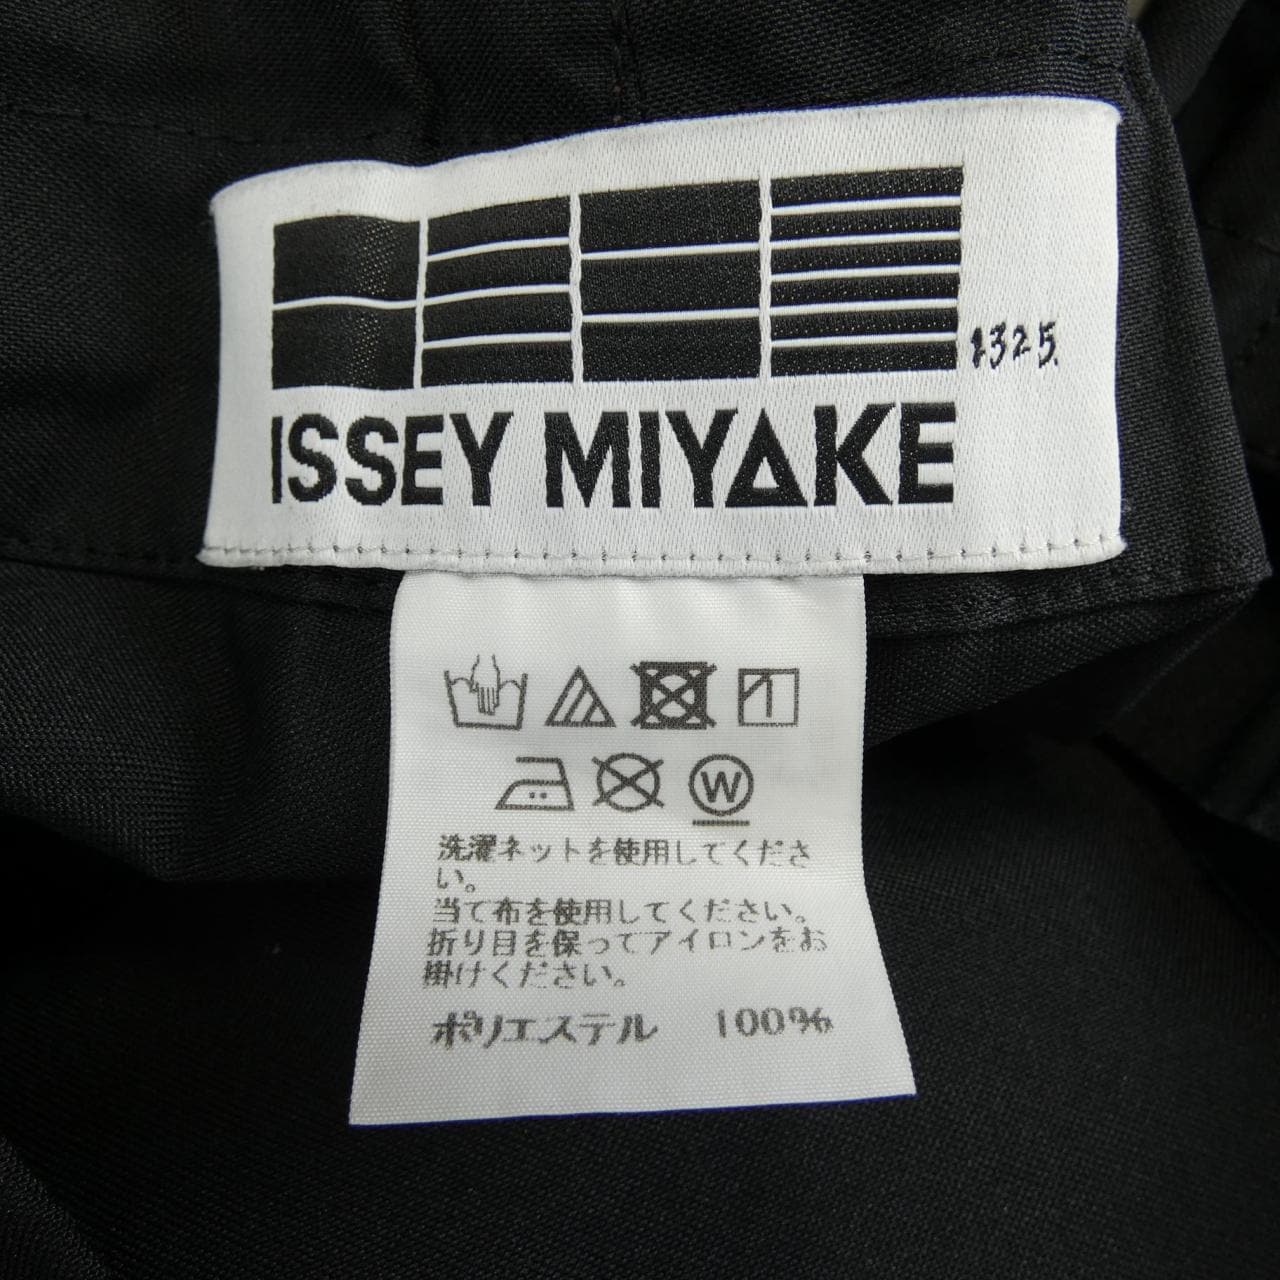 1325.
ISSEY MIYAKE
W
洗濯ネットを使用してくださ
い。
当て布を使用してください。
折り目を保ってアイロンをお
掛けください。
ポリエステル 100%